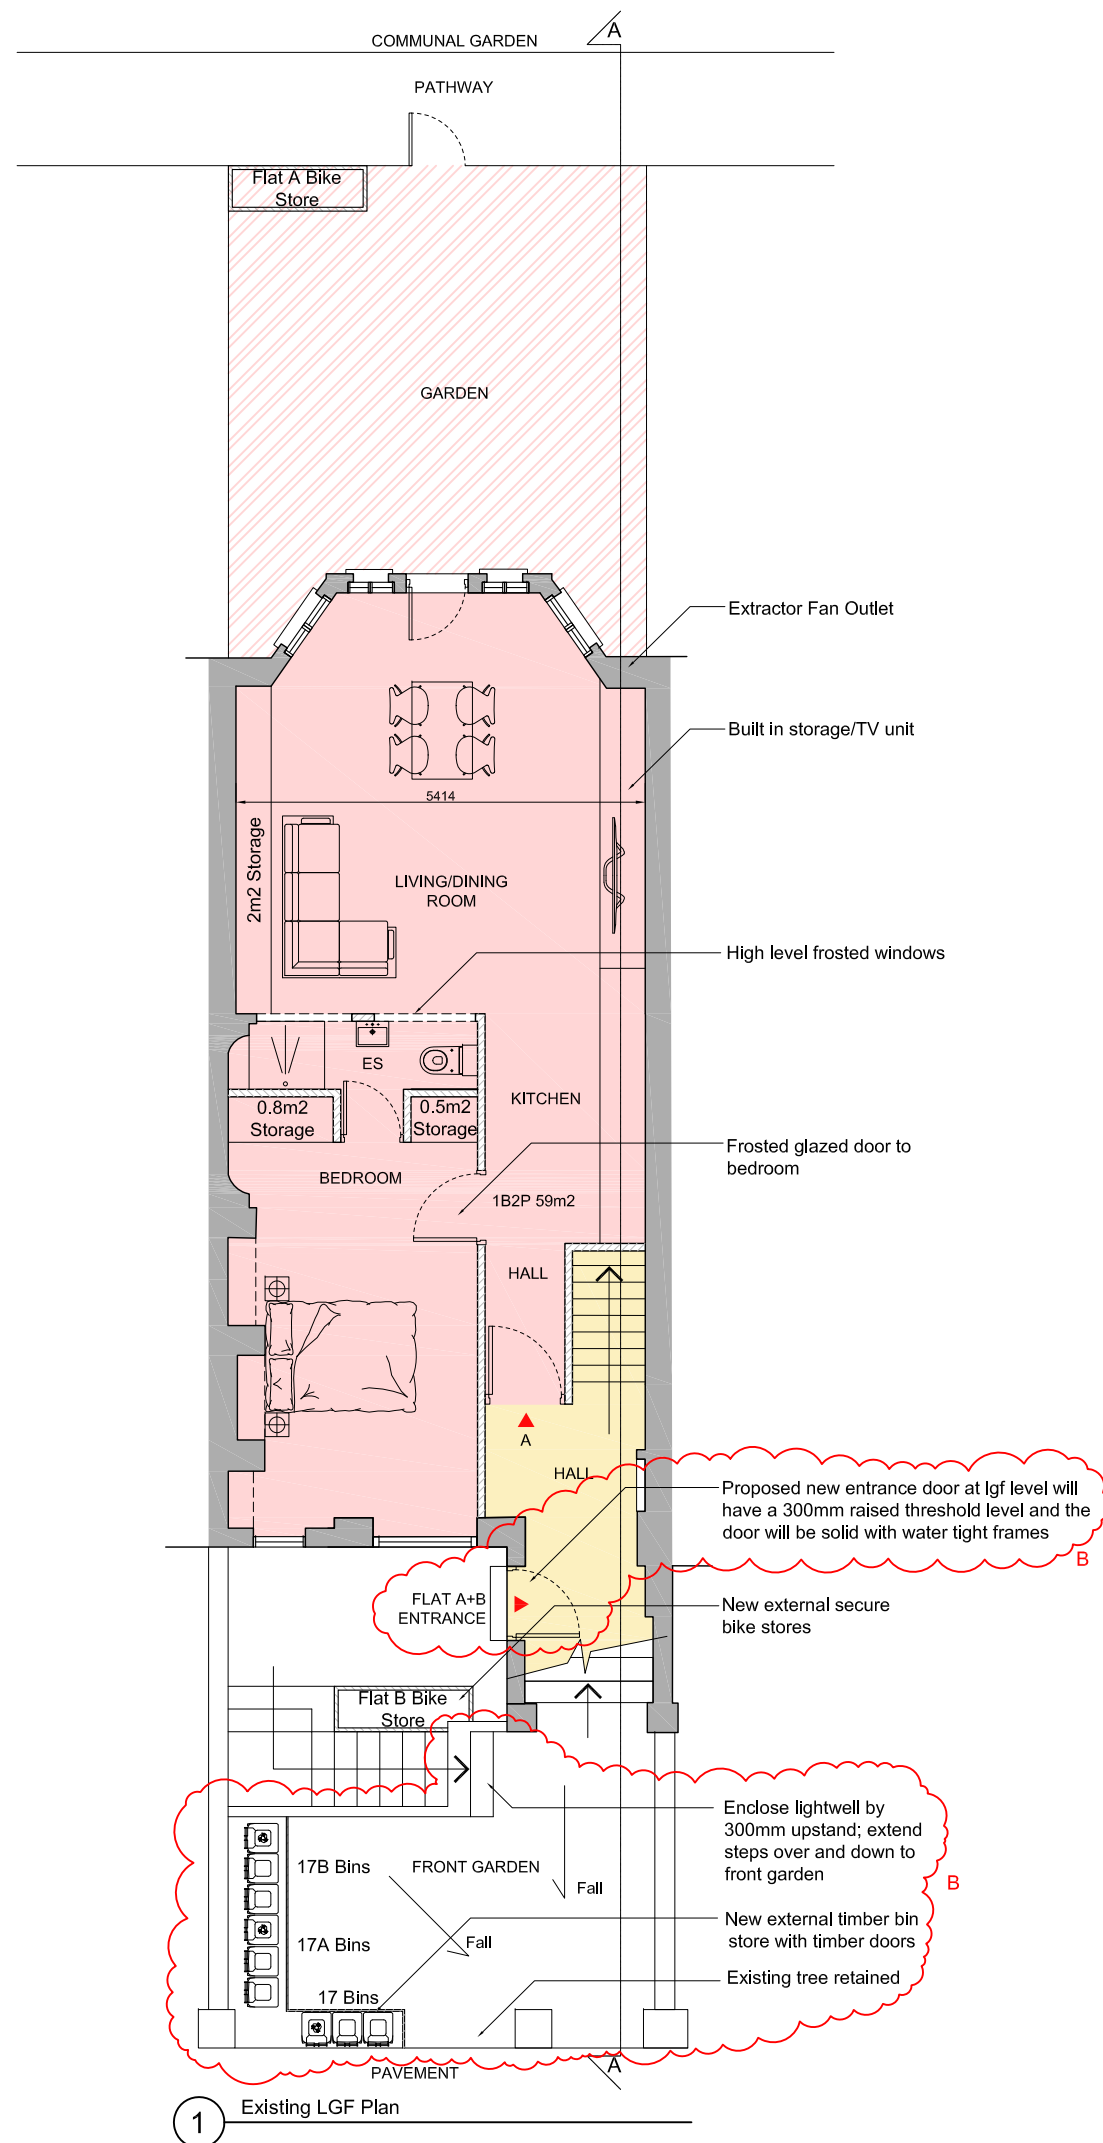 A
COMMUNAL GARDEN
PATHWAY
Flat A Bike
Store
GARDEN
Extractor Fan Outlet
Built in storage/TV unit
5414
2m2 Storage
LIVING/DINING
ROOM
High level frosted windows
ES
KITCHEN
0.8m2
Storage
0.5m2
Storage
Frosted glazed door to
bedroom
BEDROOM
1B2P 59m2
HALL
A
HALL
Proposed new entrance door at lgf level will
have a 300mm raised threshold level and the
door will be solid with water tight frames
B
FLAT A+B
ENTRANCE
New external secure
bike stores
Flat B Bike
Store
Enclose lightwell by
300mm upstand; extend
steps over and down to
front garden
B
17B Bins
FRONT GARDEN
Fall
New external timber bin
store with timber doors
17A Bins
Fall
Existing tree retained
17 Bins
A
PAVEMENT
1
Existing LGF Plan